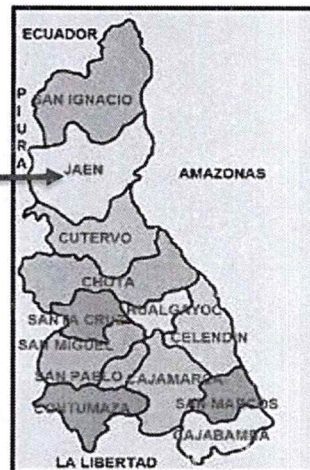 ECUADOR
PIURA
SAN IGNACIO
JAEN
AMAZONAS
CUTERVO
CHOTA
HUALGAYOC
SANTA CRUZ
CELENDIN
SAN MIGUEL
SAN PABLO
CAJAMARCA
SAN MARCOS
CONTUMAZA
CAJABAMBA
LA LIBERTAD